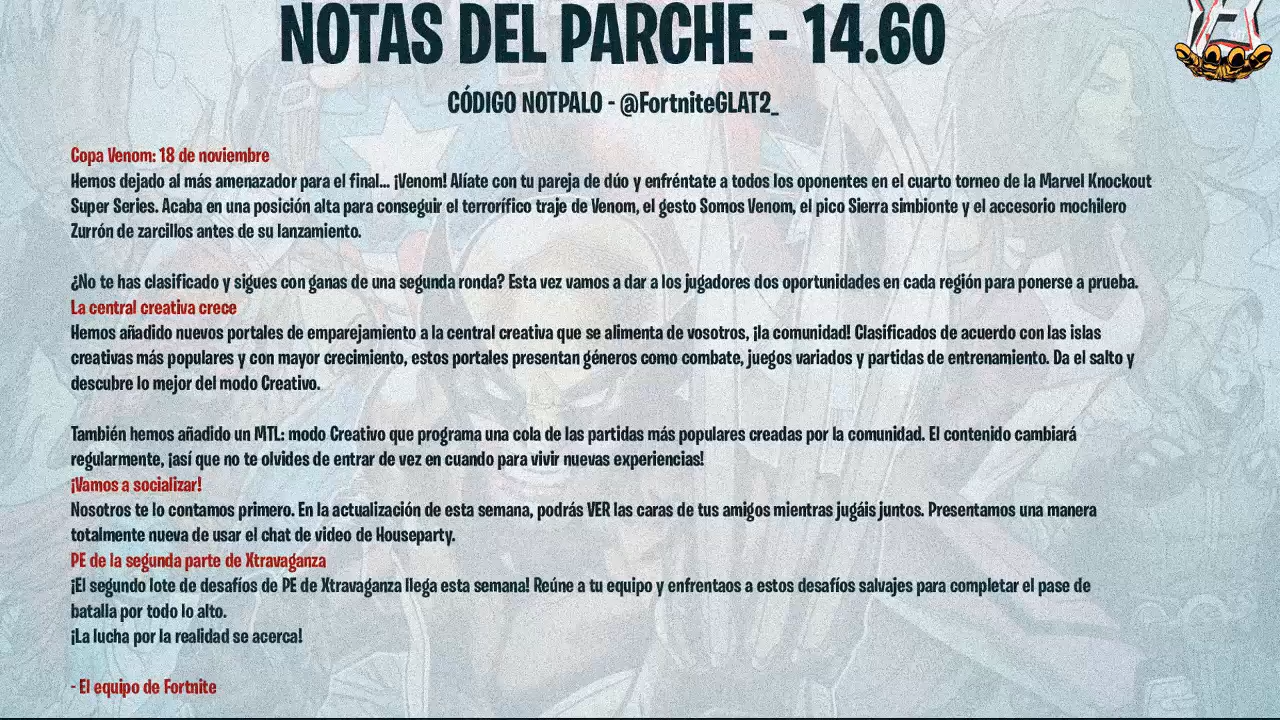 NOTAS DEL PARCHE - 14.60
CÓDIGO NOTPALO - @FortniteGLAT2_
Copa Venom: 18 de noviembre
Hemos dejado al más amenazador para el final... ¡Venom! Alíate con tu pareja de dúo y enfréntate a todos los oponentes en el cuarto torneo de la Marvel Knockout
Super Series. Acaba en una posición alta para conseguir el terrorífico traje de Venom, el gesto Somos Venom, el pico Sierra simbionte y el accesorio mochilero
Zurrón de zarcillos antes de su lanzamiento.
¿No te has clasificado y sigues con ganas de una segunda ronda? Esta vez vamos a dar a los jugadores dos oportunidades en cada región para ponerse a prueba.
La central creativa crece
Hemos añadido nuevos portales de emparejamiento a la central creativa que se alimenta de vosotros, ¡la comunidad! Clasificados de acuerdo con las islas
creativas más populares y con mayor crecimiento, estos portales presentan géneros como combate, juegos variados y partidas de entrenamiento. Da el salto y
descubre lo mejor del modo Creativo.
También hemos añadido un MTL: modo Creativo que programa una cola de las partidas más populares creadas por la comunidad. El contenido cambiará
regularmente, ¡así que no te olvides de entrar de vez en cuando para vivir nuevas experiencias!
¡Vamos a socializar!
Nosotros te lo contamos primero. En la actualización de esta semana, podrás VER las caras de tus amigos mientras jugáis juntos. Presentamos una manera
totalmente nueva de usar el chat de video de Houseparty.
PE de la segunda parte de Xtravaganza
¡El segundo lote de desafíos de PE de Xtravaganza llega esta semana! Reúne a tu equipo y enfrentaos a estos desafíos salvajes para completar el pase de
batalla por todo lo alto.
¡La lucha por la realidad se acerca!
- El equipo de Fortnite